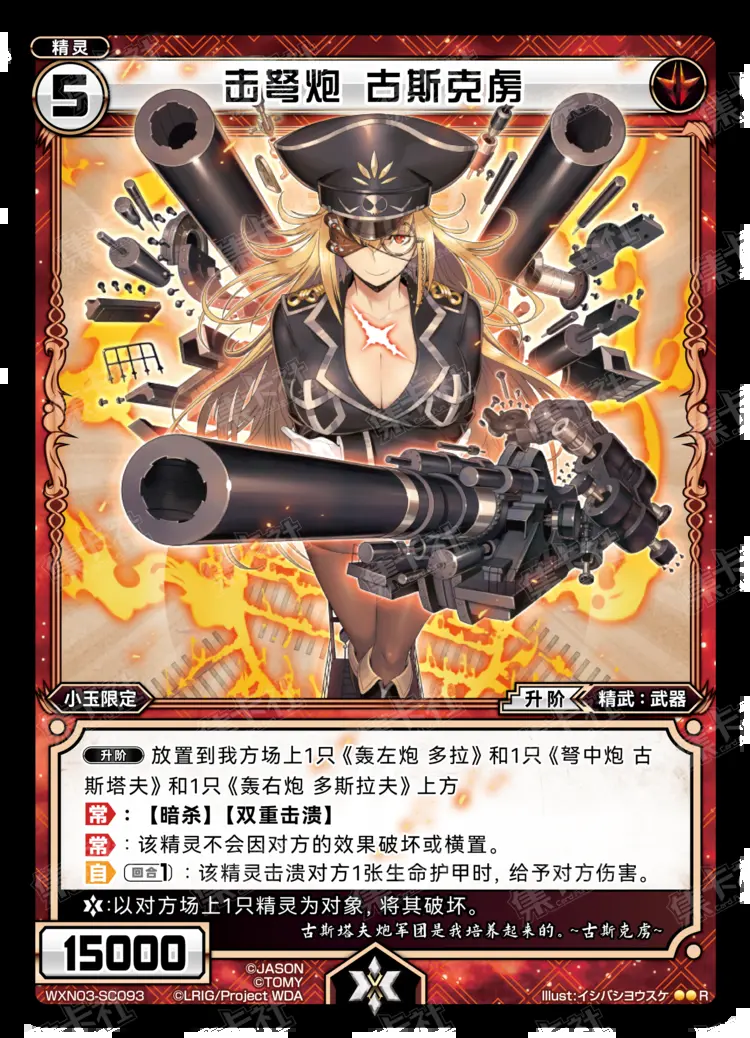 精灵
5
击弩炮 古斯克虏
小玉限定
升阶
精武：武器
升阶 放置到我方场上1只《轰左炮 多拉》和1只《弩中炮 古
斯塔夫》和1只《轰右炮 多斯拉夫》上方
常：【暗杀】【双重击溃】
常：该精灵不会因对方的效果破坏或横置。
自 回合1：该精灵击溃对方1张生命护甲时，给予对方伤害。
：以对方场上1只精灵为对象，将其破坏。
古斯塔夫炮军团是我培养起来的。~古斯克虏~
15000
©JASON
©TOMY
WXN03-SC093 ©LRIG/Project WDA
Illust:イシバシヨウスケ R
集卡社